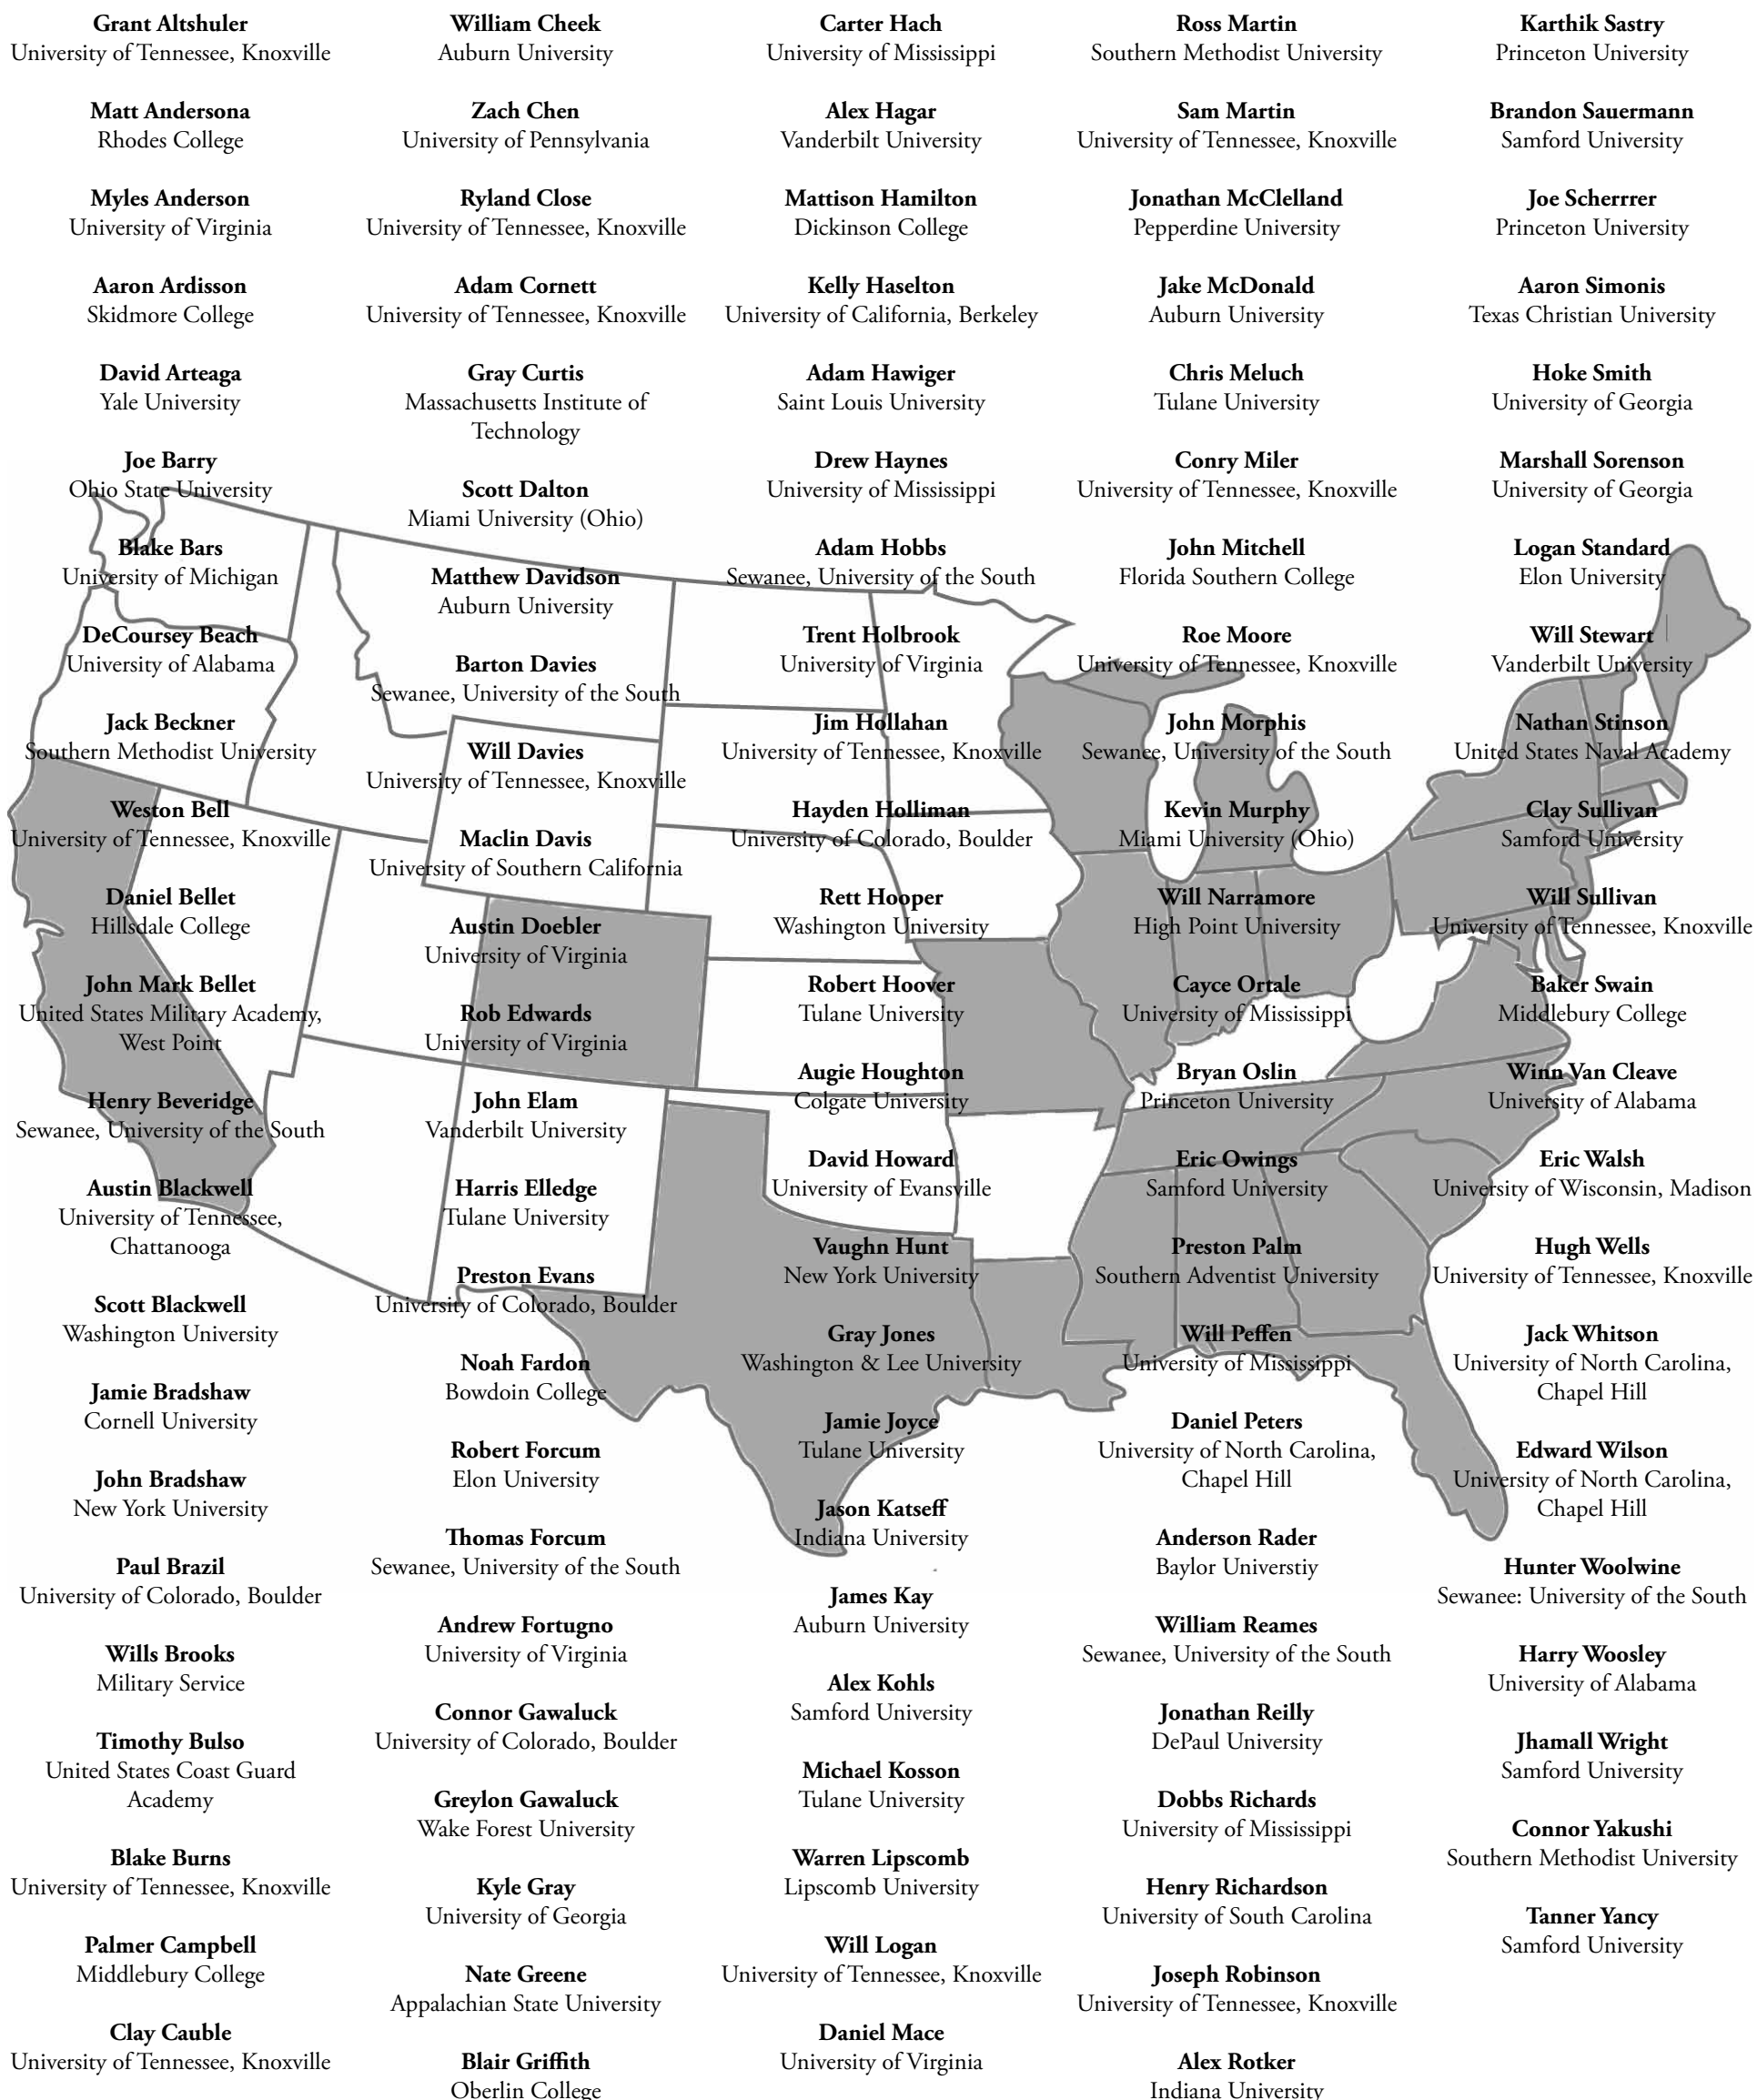 Grant Altshuler
University of Tennessee, Knoxville
Matt Andersona
Rhodes College
Myles Anderson
University of Virginia
Aaron Ardisson
Skidmore College
David Arteaga
Yale University
Joe Barry
Ohio State University
Blake Bars
University of Michigan
DeCoursey Beach
University of Alabama
Jack Beckner
Southern Methodist University
Weston Bell
University of Tennessee, Knoxville
Daniel Bellet
Hillsdale College
John Mark Bellet
United States Military Academy,
West Point
Henry Beveridge
Sewanee, University of the South
Austin Blackwell
University of Tennessee,
Chattanooga
Scott Blackwell
Washington University
Jamie Bradshaw
Cornell University
John Bradshaw
New York University
Paul Brazil
University of Colorado, Boulder
Wills Brooks
Military Service
Timothy Bulso
United States Coast Guard
Academy
Blake Burns
University of Tennessee, Knoxville
Palmer Campbell
Middlebury College
Clay Cauble
University of Tennessee, Knoxville
William Cheek
Auburn University
Zach Chen
University of Pennsylvania
Ryland Close
University of Tennessee, Knoxville
Adam Cornett
University of Tennessee, Knoxville
Gray Curtis
Massachusetts Institute of
Technology
Scott Dalton
Miami University (Ohio)
Matthew Davidson
Auburn University
Barton Davies
Sewanee, University of the South
Will Davies
University of Tennessee, Knoxville
Maclin Davis
University of Southern California
Austin Doebler
University of Virginia
Rob Edwards
University of Virginia
John Elam
Vanderbilt University
Harris Elledge
Tulane University
Preston Evans
University of Colorado, Boulder
Noah Fardon
Bowdoin College
Robert Forcum
Elon University
Thomas Forcum
Sewanee, University of the South
Andrew Fortugno
University of Virginia
Connor Gawaluck
University of Colorado, Boulder
Greylon Gawaluck
Wake Forest University
Kyle Gray
University of Georgia
Nate Greene
Appalachian State University
Blair Griffith
Oberlin College
Carter Hach
University of Mississippi
Alex Hagar
Vanderbilt University
Mattison Hamilton
Dickinson College
Kelly Haselton
University of California, Berkeley
Adam Hawiger
Saint Louis University
Drew Haynes
University of Mississippi
Adam Hobbs
Sewanee, University of the South
Trent Holbrook
University of Virginia
Jim Hollahan
University of Tennessee, Knoxville
Hayden Holliman
University of Colorado, Boulder
Rett Hooper
Washington University
Robert Hoover
Tulane University
Augie Houghton
Colgate University
David Howard
University of Evansville
Vaughn Hunt
New York University
Gray Jones
Washington & Lee University
Jamie Joyce
Tulane University
Jason Katseff
Indiana University
James Kay
Auburn University
Alex Kohls
Samford University
Michael Kosson
Tulane University
Warren Lipscomb
Lipscomb University
Will Logan
University of Tennessee, Knoxville
Daniel Mace
University of Virginia
Ross Martin
Southern Methodist University
Sam Martin
University of Tennessee, Knoxville
Jonathan McClelland
Pepperdine University
Jake McDonald
Auburn University
Chris Meluch
Tulane University
Conry Miler
University of Tennessee, Knoxville
John Mitchell
Florida Southern College
Roe Moore
University of Tennessee, Knoxville
John Morphis
Sewanee, University of the South
Kevin Murphy
Miami University (Ohio)
Will Narramore
High Point University
Cayce Ortale
University of Mississippi
Bryan Oslin
Princeton University
Eric Owings
Samford University
Preston Palm
Southern Adventist University
Will Peffen
University of Mississippi
Daniel Peters
University of North Carolina,
Chapel Hill
Anderson Rader
Baylor Universtiy
William Reames
Sewanee, University of the South
Jonathan Reilly
DePaul University
Dobbs Richards
University of Mississippi
Henry Richardson
University of South Carolina
Joseph Robinson
University of Tennessee, Knoxville
Alex Rotker
Indiana University
Karthik Sastry
Princeton University
Brandon Sauermann
Samford University
Joe Scherrrer
Princeton University
Aaron Simonis
Texas Christian University
Hoke Smith
University of Georgia
Marshall Sorenson
University of Georgia
Logan Standard
Elon University
Will Stewart
Vanderbilt University
Nathan Stinson
United States Naval Academy
Clay Sullivan
Samford University
Will Sullivan
University of Tennessee, Knoxville
Baker Swain
Middlebury College
Winn Van Cleave
University of Alabama
Eric Walsh
University of Wisconsin, Madison
Hugh Wells
University of Tennessee, Knoxville
Jack Whitson
University of North Carolina,
Chapel Hill
Edward Wilson
University of North Carolina,
Chapel Hill
Hunter Woolwine
Sewanee: University of the South
Harry Woosley
University of Alabama
Jhamall Wright
Samford University
Connor Yakushi
Southern Methodist University
Tanner Yancy
Samford University